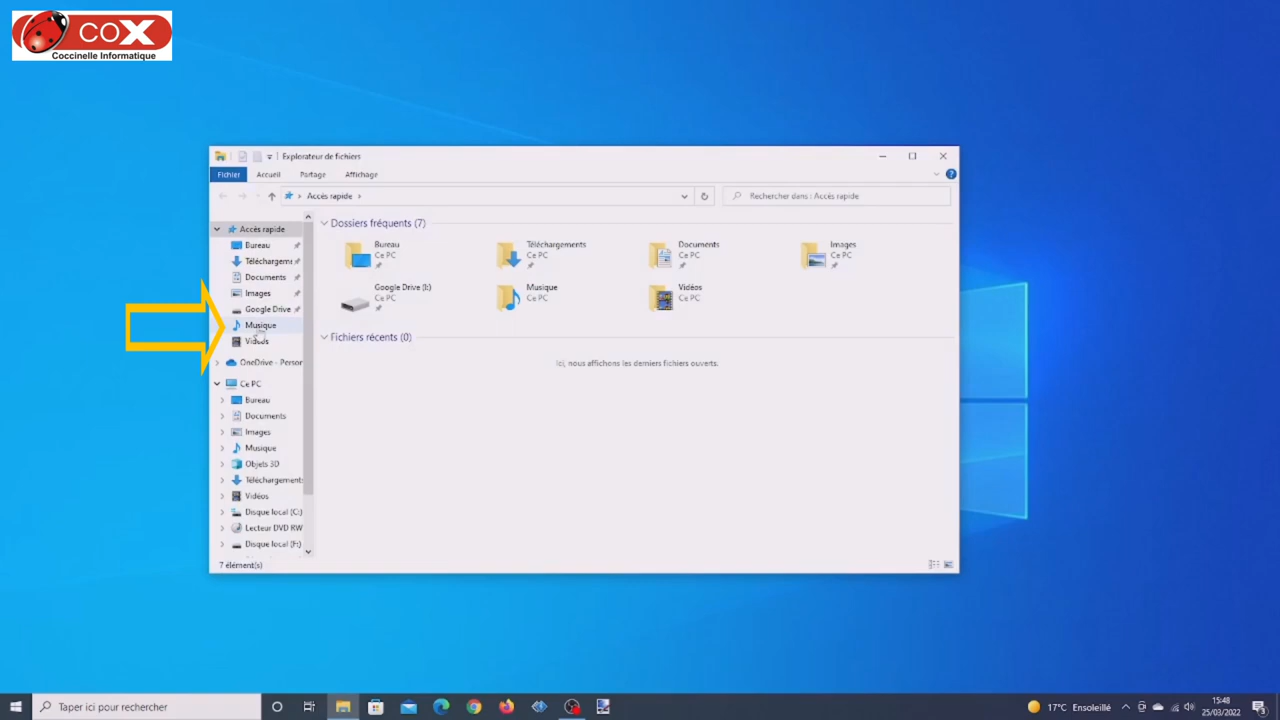 COX
Coccinelle Informatique
Explorateur de fichiers
Fichier Accueil Partage Affichage
Accès rapide
Rechercher dans : Accès rapide
Accès rapide
Bureau
Téléchargeme
Documents
Images
Google Drive
Musique
Vidéos
OneDrive - Person
Ce PC
Bureau
Documents
Images
Musique
Objets 3D
Téléchargements
Vidéos
Disque local (C:)
Lecteur DVD RW
Disque local (F:)
Dossiers fréquents (7)
Bureau
Ce PC
Téléchargements
Ce PC
Documents
Ce PC
Images
Ce PC
Google Drive (I:)
Ce PC
Musique
Ce PC
Vidéos
Ce PC
Fichiers récents (0)
Ici, nous affichons les derniers fichiers ouverts.
7 élément(s)
Taper ici pour rechercher
17°C Ensoleillé
15:48
25/03/2022